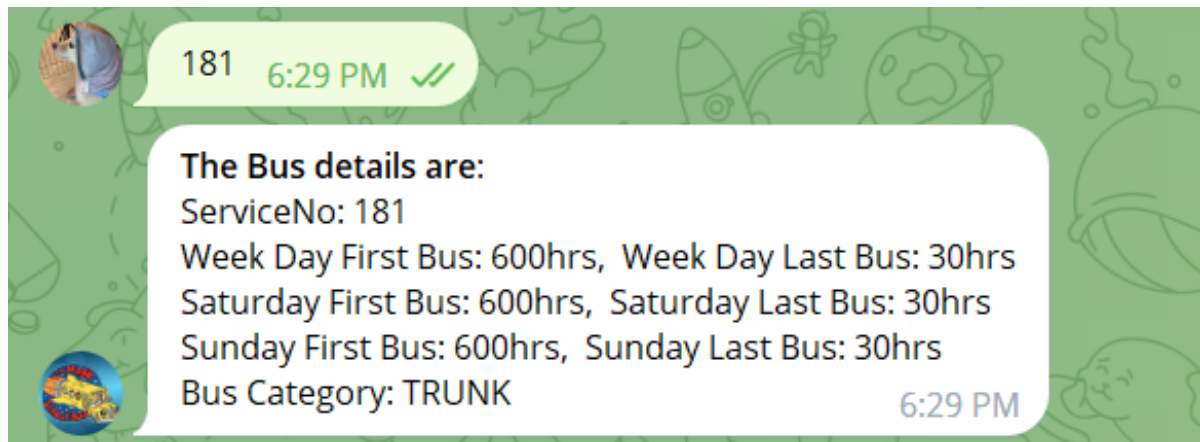 181 6:29 PM
The Bus details are:
ServiceNo: 181
Week Day First Bus: 600hrs,  Week Day Last Bus: 30hrs
Saturday First Bus: 600hrs,  Saturday Last Bus: 30hrs
Sunday First Bus: 600hrs,  Sunday Last Bus: 30hrs
Bus Category: TRUNK
6:29 PM